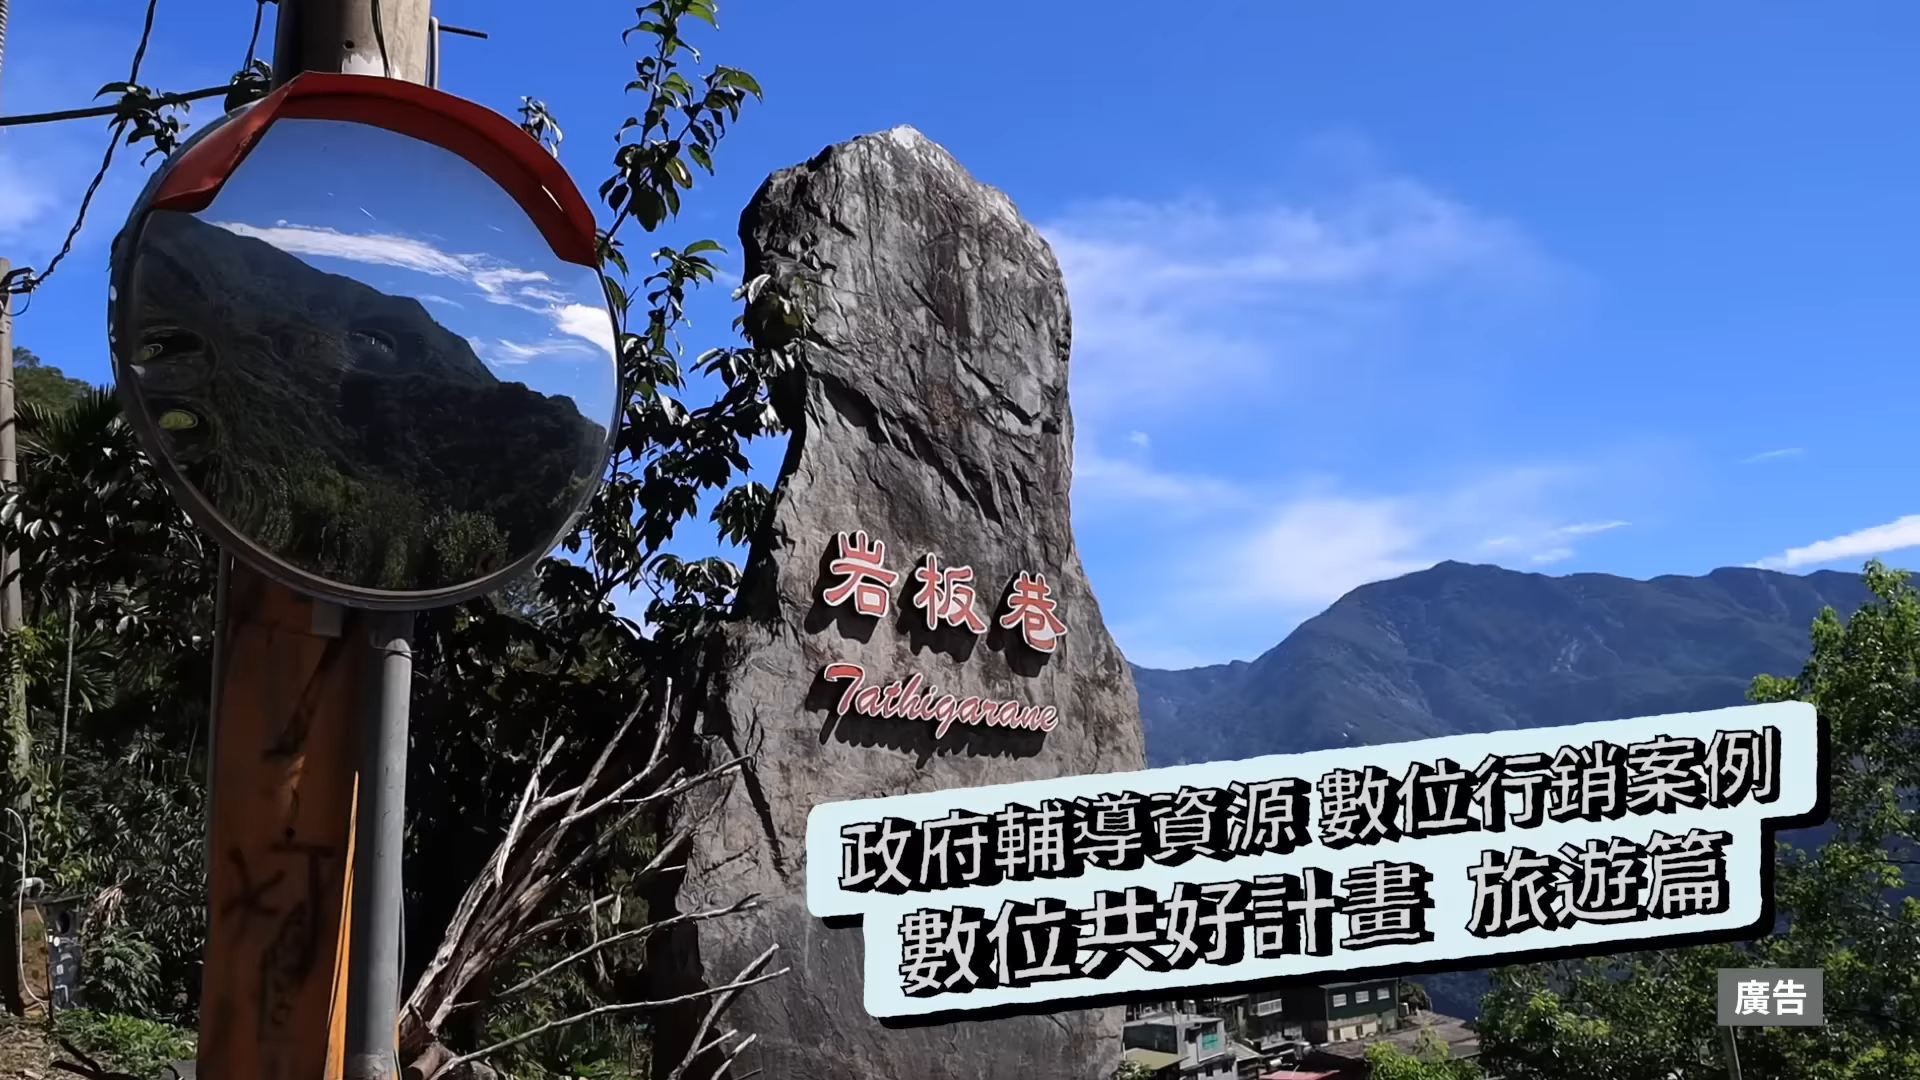 岩板巷
Tathigarane
政府輔導資源 數位行銷案例
數位共好計畫 旅遊篇
廣告